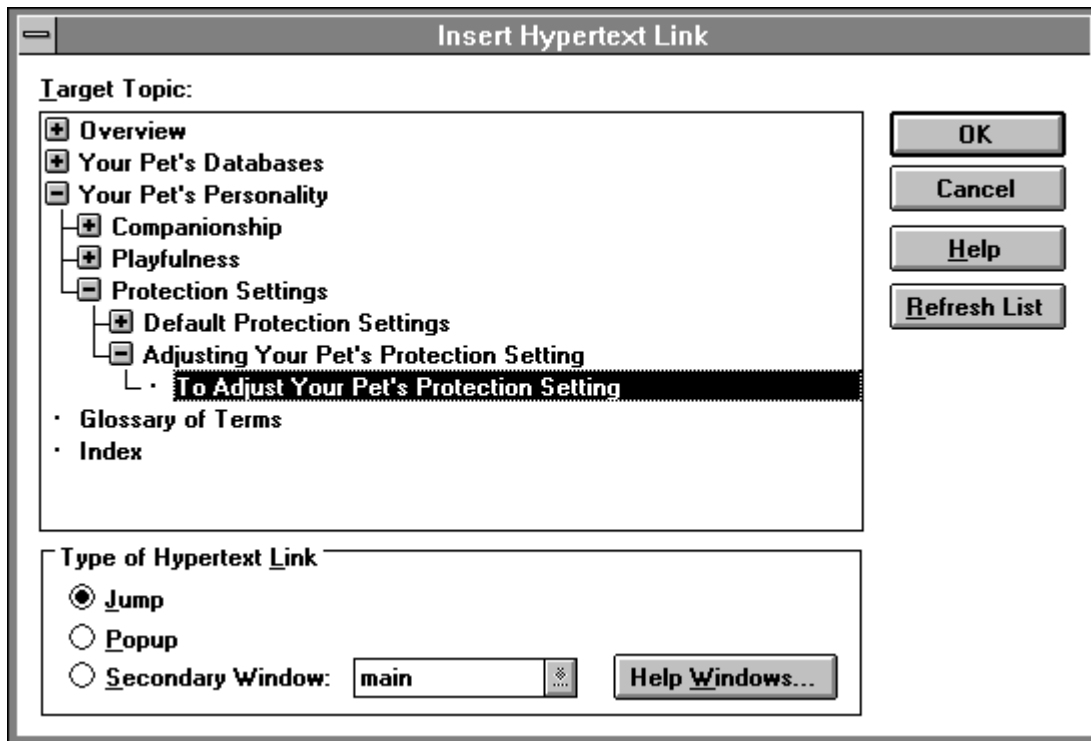 Insert Hypertext Link
Target Topic:
Overview
Your Pet's Databases
Your Pet's Personality
Companionship
Playfulness
Protection Settings
Default Protection Settings
Adjusting Your Pet's Protection Setting
To Adjust Your Pet's Protection Setting
Glossary of Terms
Index
OK
Cancel
Help
Refresh List
Type of Hypertext Link
Jump
Popup
Secondary Window: main Help Windows...